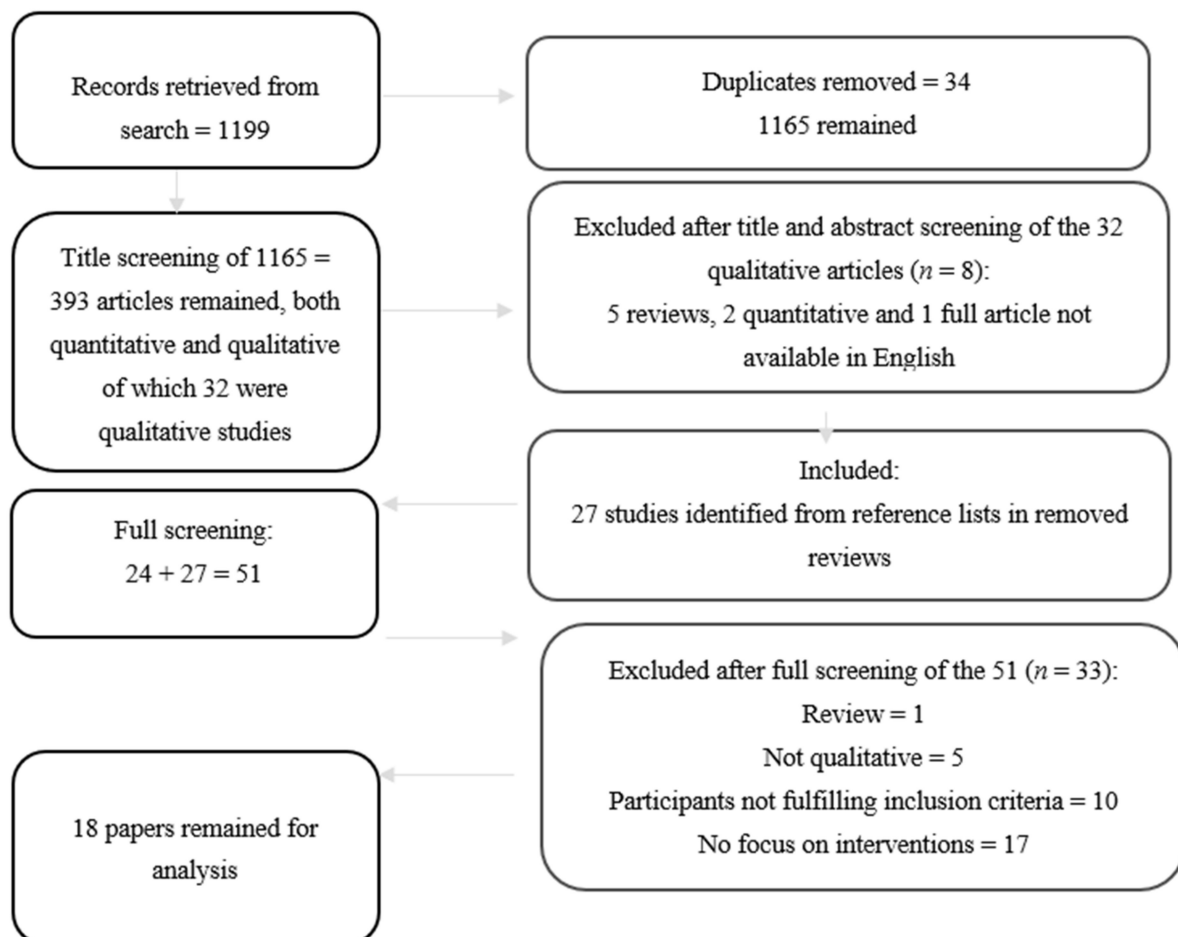 Records retrieved from
search = 1199
Duplicates removed = 34
1165 remained
Title screening of 1165 =
393 articles remained, both
quantitative and qualitative
of which 32 were
qualitative studies
Excluded after title and abstract screening of the 32
qualitative articles (n = 8):
5 reviews, 2 quantitative and 1 full article not
available in English
Included:
27 studies identified from reference lists in removed
reviews
Full screening:
24 + 27 = 51
Excluded after full screening of the 51 (n = 33):
Review = 1
Not qualitative = 5
Participants not fulfilling inclusion criteria = 10
No focus on interventions = 17
18 papers remained for
analysis